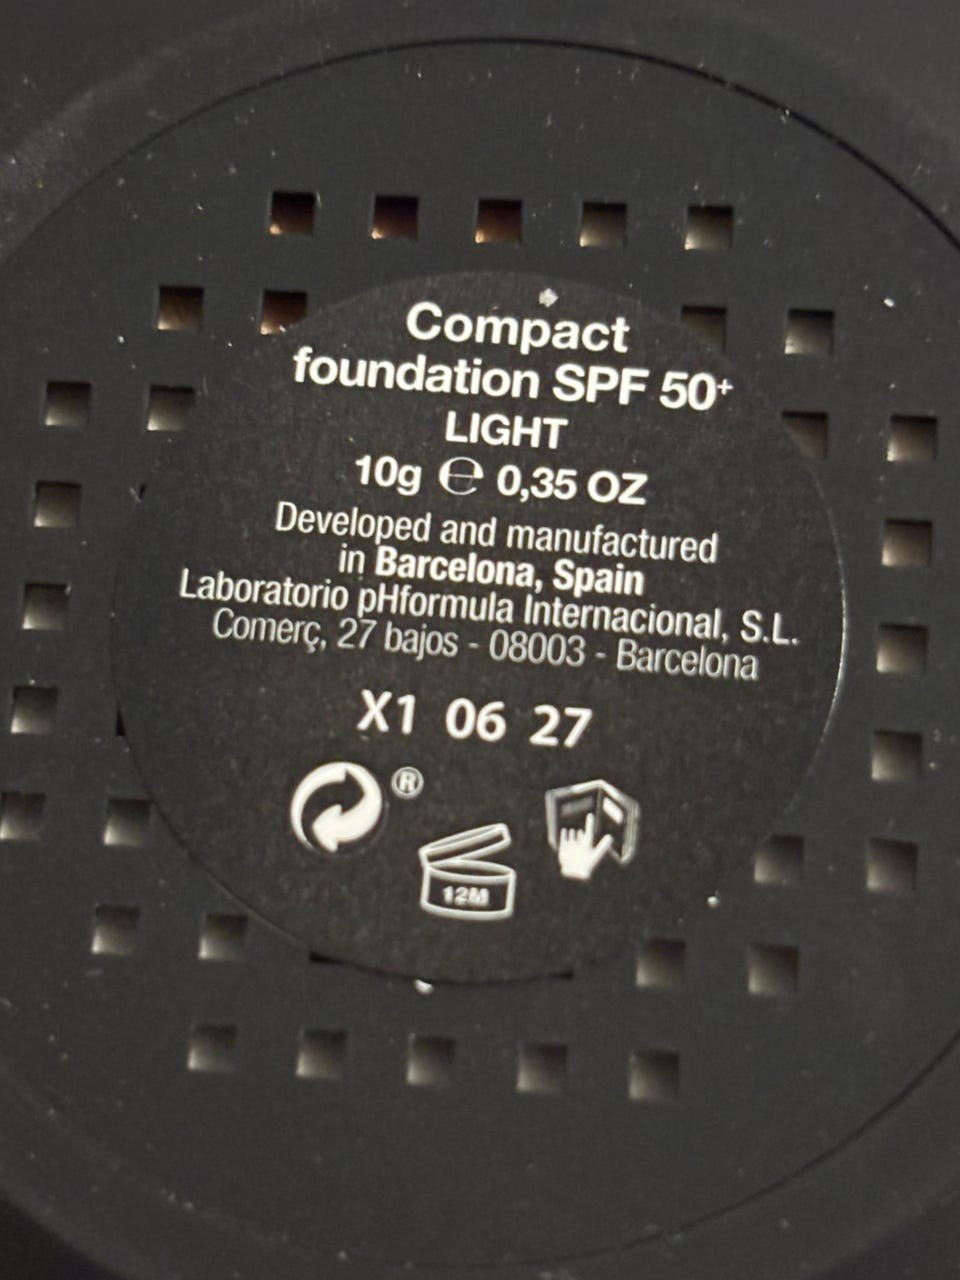 Compact
foundation SPF 50+
LIGHT
10g ℮ 0,35 OZ
Developed and manufactured
in Barcelona, Spain
Laboratorio pHformula Internacional, S.L.
Comerç, 27 bajos - 08003 - Barcelona
X1 06 27
®
12M